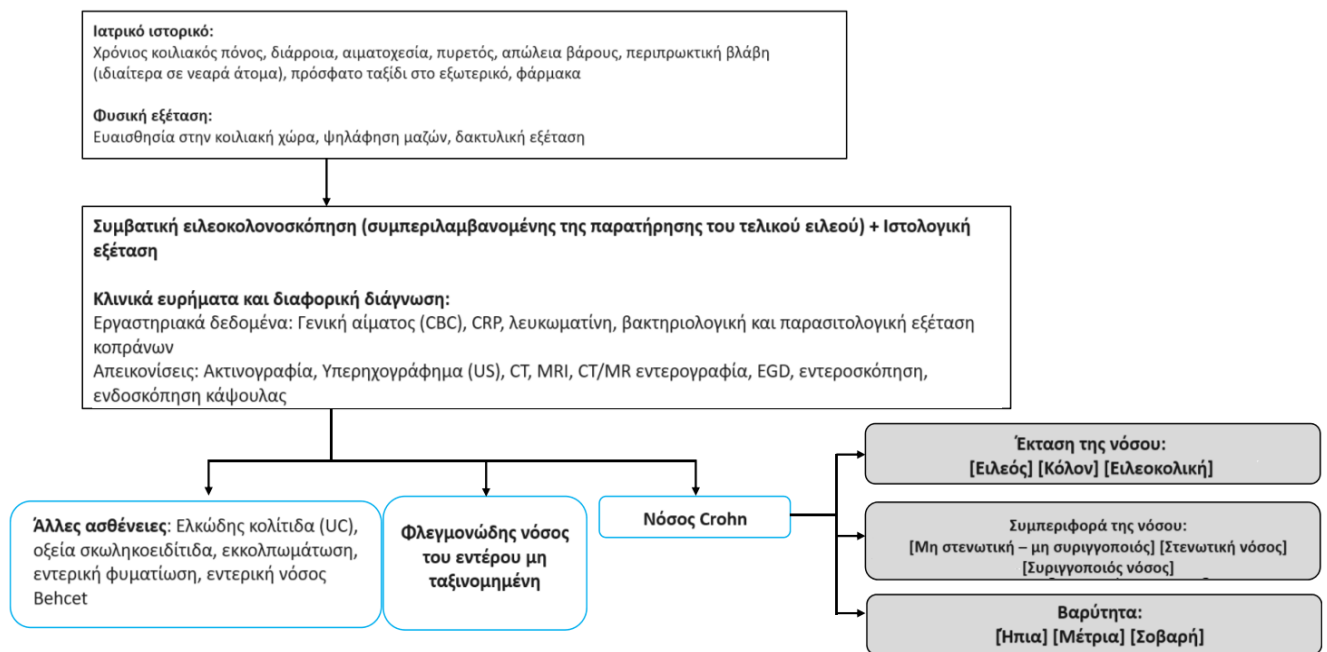 Ιατρικό ιστορικό:
Χρόνιος κοιλιακός πόνος, διάρροια, αιματοχεσία, πυρετός, απώλεια βάρους, περιπρωκτική βλάβη
(ιδιαίτερα σε νεαρά άτομα), πρόσφατο ταξίδι στο εξωτερικό, φάρμακα
Φυσική εξέταση:
Ευαισθησία στην κοιλιακή χώρα, ψηλάφηση μαζών, δακτυλική εξέταση
Συμβατική ειλεοκολονοσκόπηση (συμπεριλαμβανομένης της παρατήρησης του τελικού ειλεού) + Ιστολογική
εξέταση
Κλινικά ευρήματα και διαφορική διάγνωση:
Εργαστηριακά δεδομένα: Γενική αίματος (CBC), CRP, λευκωματίνη, βακτηριολογική και παρασιτολογική εξέταση
κοπράνων
Απεικονίσεις: Ακτινογραφία, Υπερηχογράφημα (US), CT, MRI, CT/MR εντερογραφία, EGD, εντεροσκόπηση,
ενδοσκόπηση κάψουλας
Άλλες ασθένειες: Ελκώδης κολίτιδα (UC),
οξεία σκωληκοειδίτιδα, εκκολπωμάτωση,
εντερική φυματίωση, εντερική νόσος
Behcet
Φλεγμονώδης νόσος
του εντέρου μη
ταξινομημένη
Νόσος Crohn
Έκταση της νόσου:
[Ειλεός] [Κόλον] [Ειλεοκολική]
Συμπεριφορά της νόσου:
[Μη στενωτική – μη συριγγοποιός] [Στενωτική νόσος]
[Συριγγοποιός νόσος]
Βαρύτητα:
[Ήπια] [Μέτρια] [Σοβαρή]